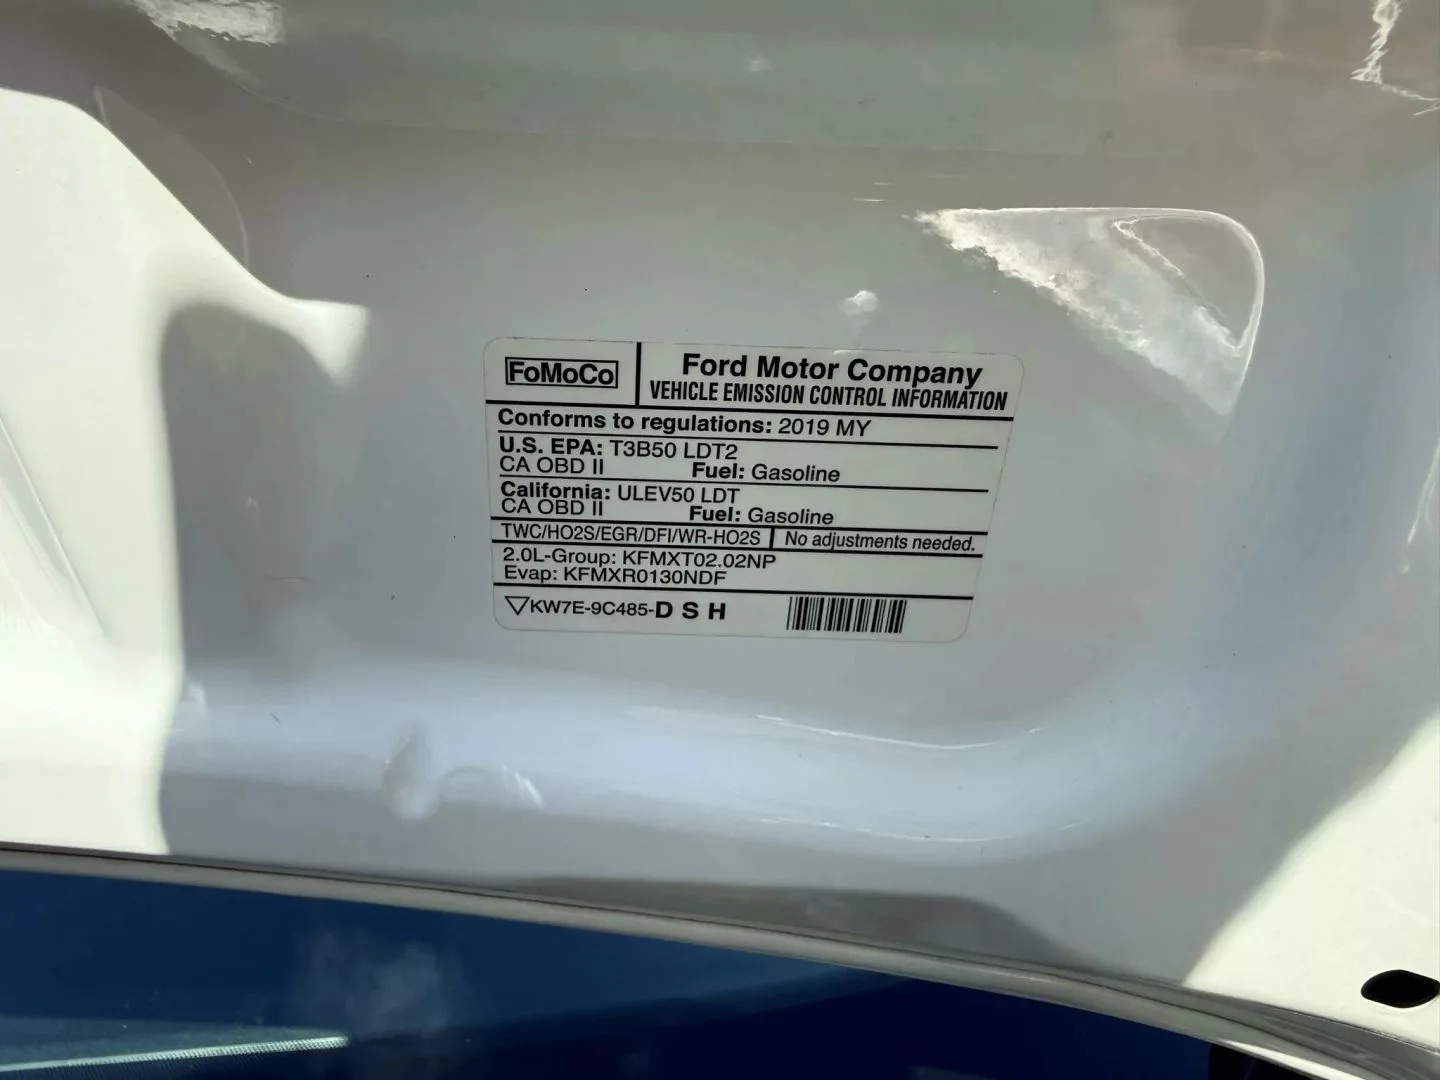 FoMoCo
Ford Motor Company
VEHICLE EMISSION CONTROL INFORMATION
Conforms to regulations: 2019 MY
U.S. EPA: T3B50 LDT2
CA OBD II Fuel: Gasoline
California: ULEV50 LDT
CA OBD II Fuel: Gasoline
TWC/HO2S/EGR/DFI/WR-HO2S No adjustments needed.
2.0L-Group: KFMXT02.02NP
Evap: KFMXR0130NDF
▽KW7E-9C485-D S H